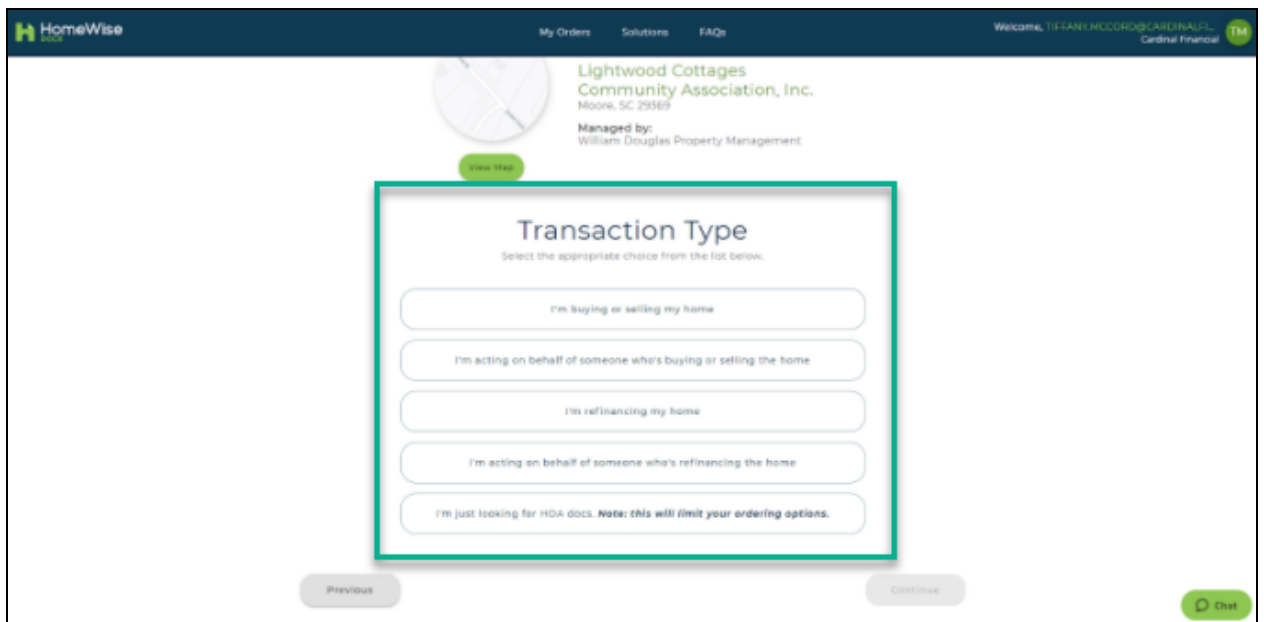 HomeWise
DOCS
My Orders Solutions FAQs
Welcome, TIFFANY.MCCORD@CARDINALFI...
Cardinal Financial
TM
Lightwood Cottages
Community Association, Inc.
Moore, SC 29369
Managed by:
William Douglas Property Management
View Map
Transaction Type
Select the appropriate choice from the list below.
I'm buying or selling my home
I'm acting on behalf of someone who's buying or selling the home
I'm refinancing my home
I'm acting on behalf of someone who's refinancing the home
I'm just looking for HOA docs. Note: this will limit your ordering options.
Previous
Continue
Chat